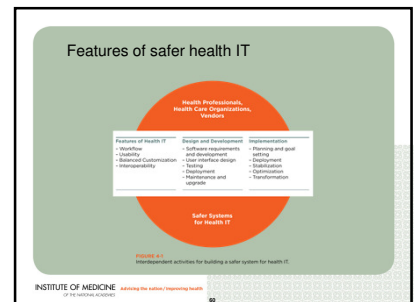 Features of safer health IT
Health Professionals,
Health Care Organizations,
Vendors
Features of Health IT
– Workflow
– Usability
– Balanced Customization
– Interoperability
Design and Development
– Software requirements
and development
– User interface design
– Testing
– Deployment
– Maintenance and
upgrade
Implementation
– Planning and goal
setting
– Deployment
– Stabilization
– Optimization
– Transformation
Safer Systems
for Health IT
FIGURE 4-1
Interdependent activities for building a safer system for health IT.
INSTITUTE OF MEDICINE Advising the nation / Improving health
OF THE NATIONAL ACADEMIES
60